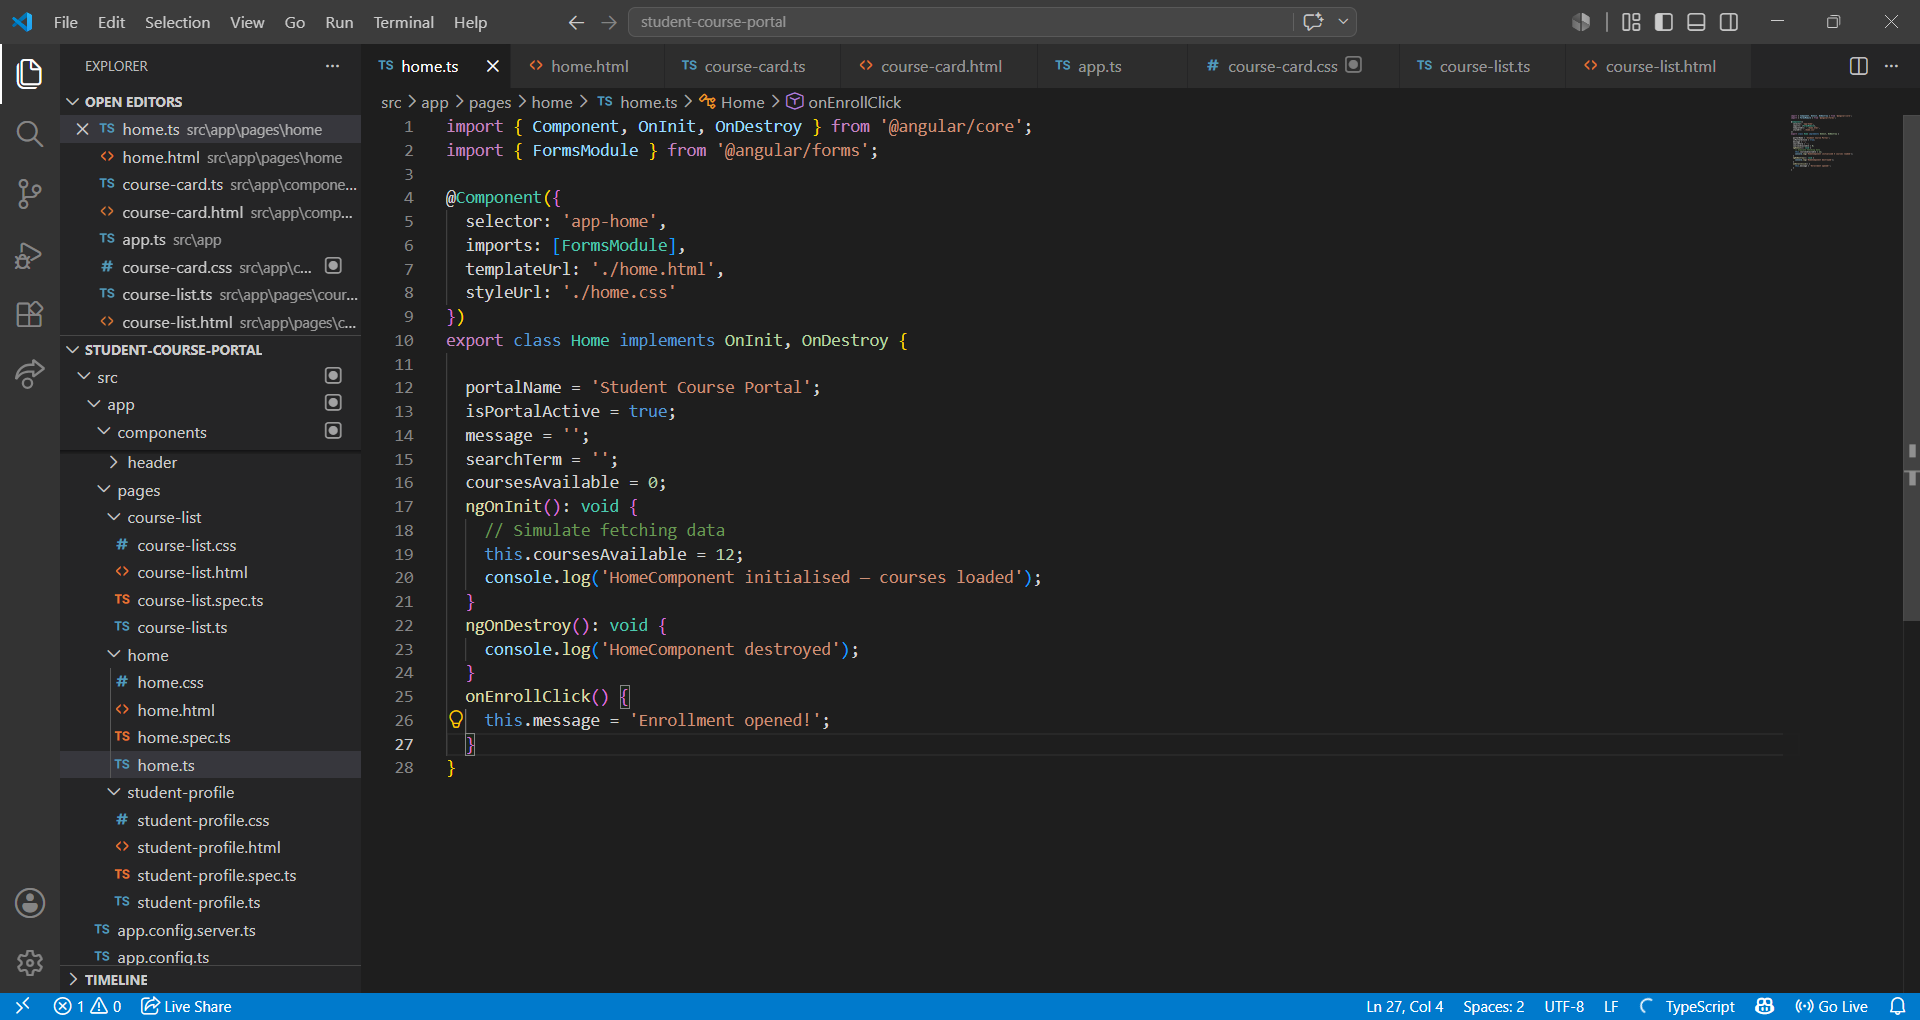 File Edit Selection View Go Run Terminal Help
student-course-portal
EXPLORER
OPEN EDITORS
TS home.ts src\app\pages\home
<> home.html src\app\pages\home
TS course-card.ts src\app\compone...
<> course-card.html src\app\comp...
TS app.ts src\app
# course-card.css src\app\c...
TS course-list.ts src\app\pages\cour...
<> course-list.html src\app\pages\c...
STUDENT-COURSE-PORTAL
src
app
components
header
pages
course-list
# course-list.css
<> course-list.html
TS course-list.spec.ts
TS course-list.ts
home
# home.css
<> home.html
TS home.spec.ts
TS home.ts
student-profile
# student-profile.css
<> student-profile.html
TS student-profile.spec.ts
TS student-profile.ts
TS app.config.server.ts
TS app.config.ts
TIMELINE
TS home.ts <> home.html TS course-card.ts <> course-card.html TS app.ts # course-card.css TS course-list.ts <> course-list.html
src > app > pages > home > TS home.ts > Home > onEnrollClick
1 import { Component, OnInit, OnDestroy } from '@angular/core';
2 import { FormsModule } from '@angular/forms';
3
4 @Component({
5 selector: 'app-home',
6 imports: [FormsModule],
7 templateUrl: './home.html',
8 styleUrl: './home.css'
9 })
10 export class Home implements OnInit, OnDestroy {
11
12 portalName = 'Student Course Portal';
13 isPortalActive = true;
14 message = '';
15 searchTerm = '';
16 coursesAvailable = 0;
17 ngOnInit(): void {
18 // Simulate fetching data
19 this.coursesAvailable = 12;
20 console.log('HomeComponent initialised — courses loaded');
21 }
22 ngOnDestroy(): void {
23 console.log('HomeComponent destroyed');
24 }
25 onEnrollClick() {
26 this.message = 'Enrollment opened!';
27 }
28 }
1 0 Live Share
Ln 27, Col 4 Spaces: 2 UTF-8 LF TypeScript Go Live